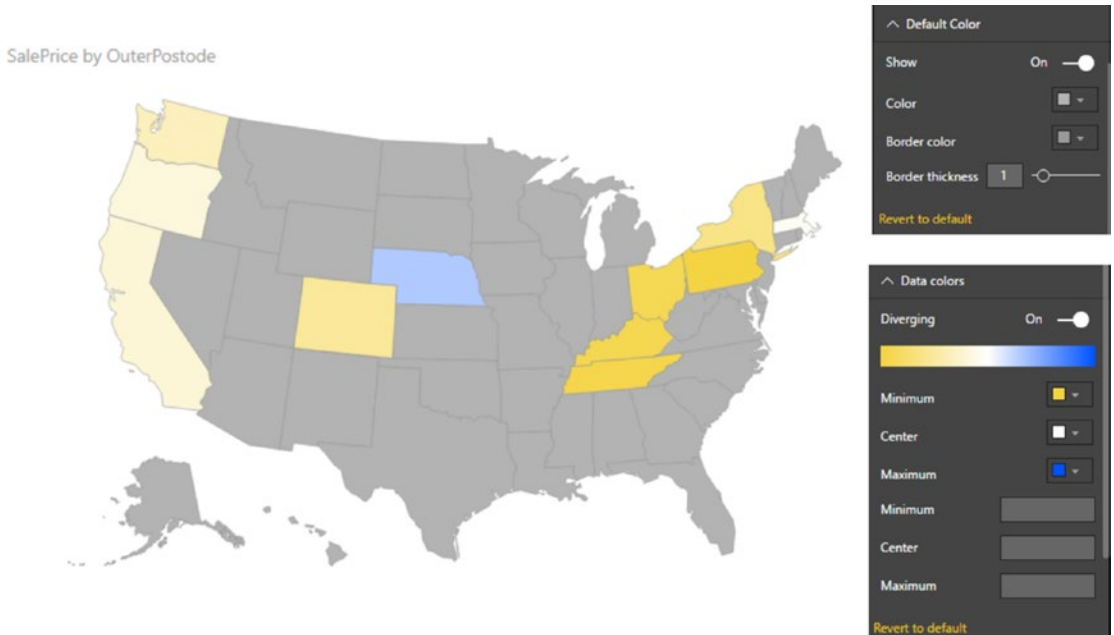 SalePrice by OuterPostode
Default Color
Show On
Color
Border color
Border thickness 1
Revert to default
Data colors
Diverging On
Minimum
Center
Maximum
Minimum
Center
Maximum
Revert to default